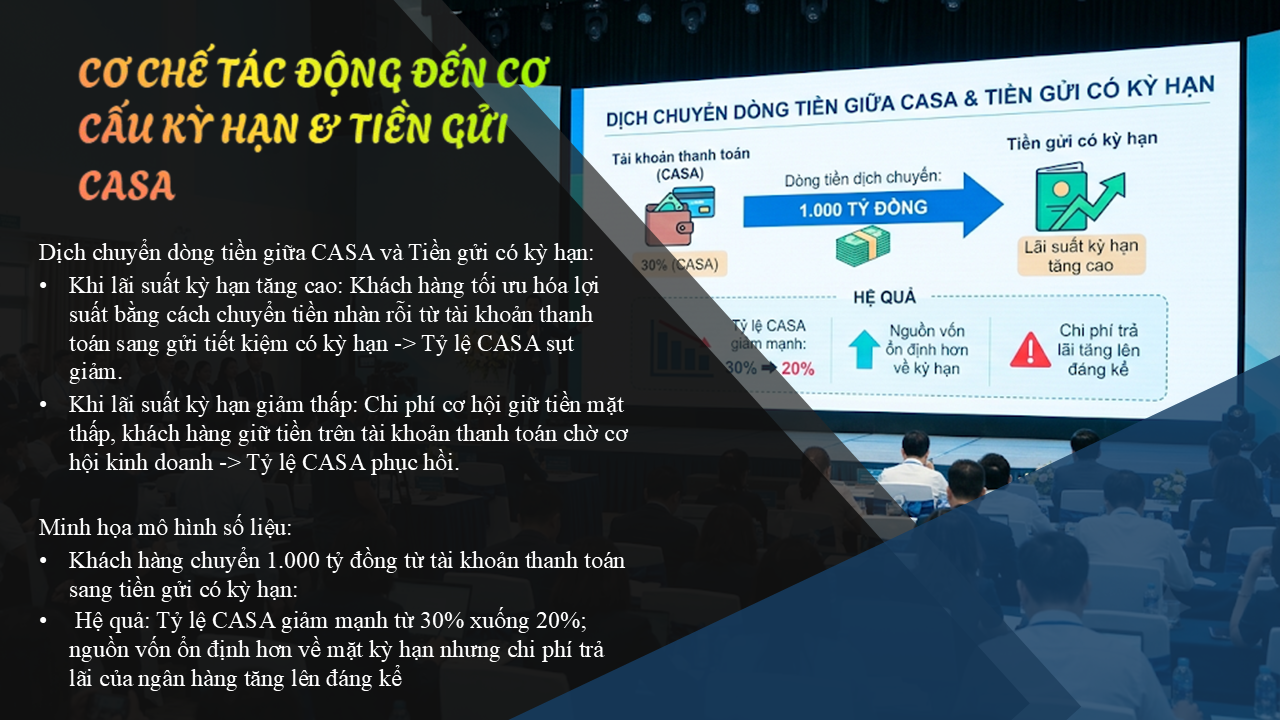 CƠ CHẾ TÁC ĐỘNG ĐẾN CƠ
CẤU KỲ HẠN & TIỀN GỬI
CASA
Dịch chuyển dòng tiền giữa CASA và Tiền gửi có kỳ hạn:
• Khi lãi suất kỳ hạn tăng cao: Khách hàng tối ưu hóa lợi
suất bằng cách chuyển tiền nhàn rỗi từ tài khoản thanh
toán sang gửi tiết kiệm có kỳ hạn -> Tỷ lệ CASA sụt
giảm.
• Khi lãi suất kỳ hạn giảm thấp: Chi phí cơ hội giữ tiền mặt
thấp, khách hàng giữ tiền trên tài khoản thanh toán chờ cơ
hội kinh doanh -> Tỷ lệ CASA phục hồi.
Minh họa mô hình số liệu:
• Khách hàng chuyển 1.000 tỷ đồng từ tài khoản thanh toán
sang tiền gửi có kỳ hạn:
• Hệ quả: Tỷ lệ CASA giảm mạnh từ 30% xuống 20%;
nguồn vốn ổn định hơn về mặt kỳ hạn nhưng chi phí trả
lãi của ngân hàng tăng lên đáng kể
DỊCH CHUYỂN DÒNG TIỀN GIỮA CASA & TIỀN GỬI CÓ KỲ HẠN
Tài khoản thanh toán
(CASA)
30% (CASA)
Dòng tiền dịch chuyển:
1.000 TỶ ĐỒNG
Tiền gửi có kỳ hạn
Lãi suất kỳ hạn
tăng cao
HỆ QUẢ
Tỷ lệ CASA
giảm mạnh:
30% ➡ 20%
Nguồn vốn
ổn định hơn
về kỳ hạn
Chi phí trả
lãi tăng lên
đáng kể